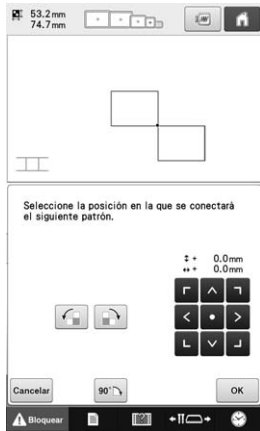 53.2mm
74.7mm
Seleccione la posición en la que se conectará
el siguiente patrón.
+ 0.0mm
+ 0.0mm
Cancelar
90°
OK
Bloquear